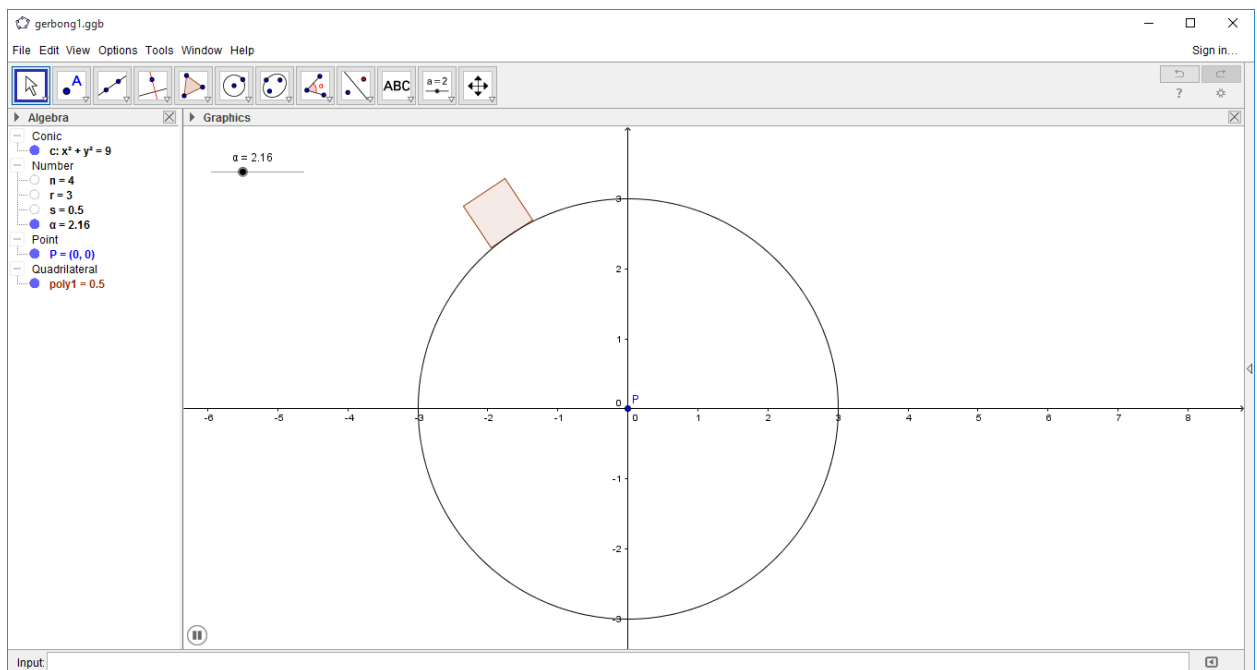 gerbong1.ggb
File Edit View Options Tools Window Help
Sign in...
A
α
ABC
a=2
?
Algebra
Graphics
Conic
c: x² + y² = 9
Number
n = 4
r = 3
s = 0.5
α = 2.16
Point
P = (0, 0)
Quadrilateral
poly1 = 0.5
α = 2.16
3
2
1
0
P
-6 -5 -4 -3 -2 -1 0 1 2 3 4 5 6 7 8
-1
-2
-3
Input: